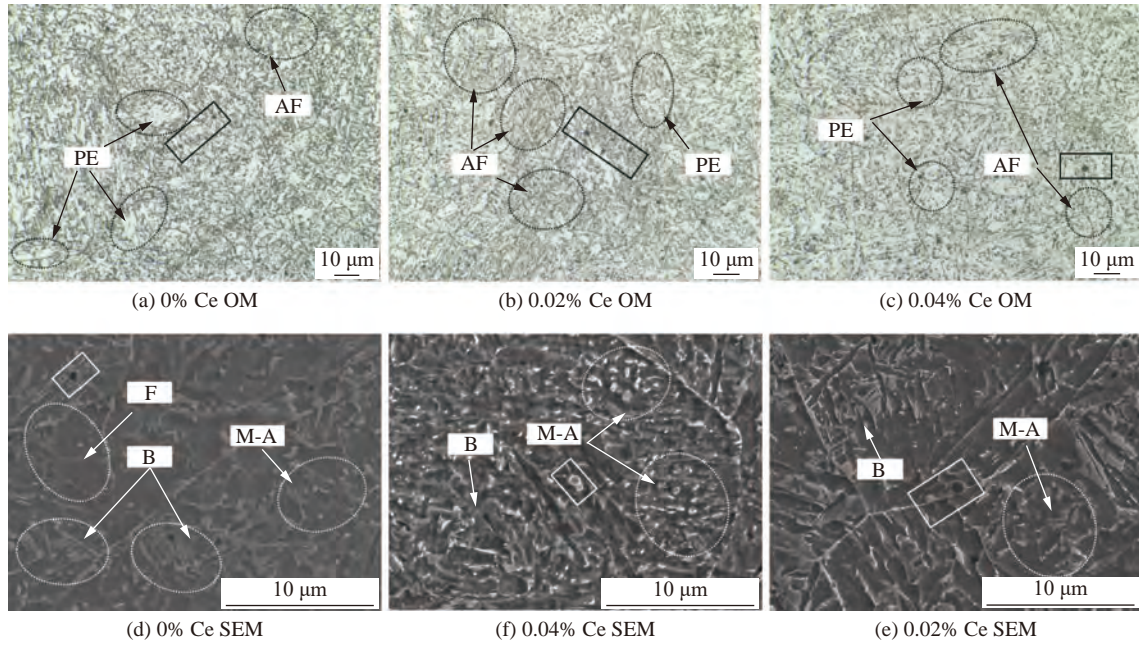 AF
PE
10 μm
(a) 0% Ce OM
AF
PE
10 μm
(b) 0.02% Ce OM
PE
AF
10 μm
(c) 0.04% Ce OM
F
B
M-A
10 μm
(d) 0% Ce SEM
M-A
B
10 μm
(f) 0.04% Ce SEM
M-A
B
10 μm
(e) 0.02% Ce SEM